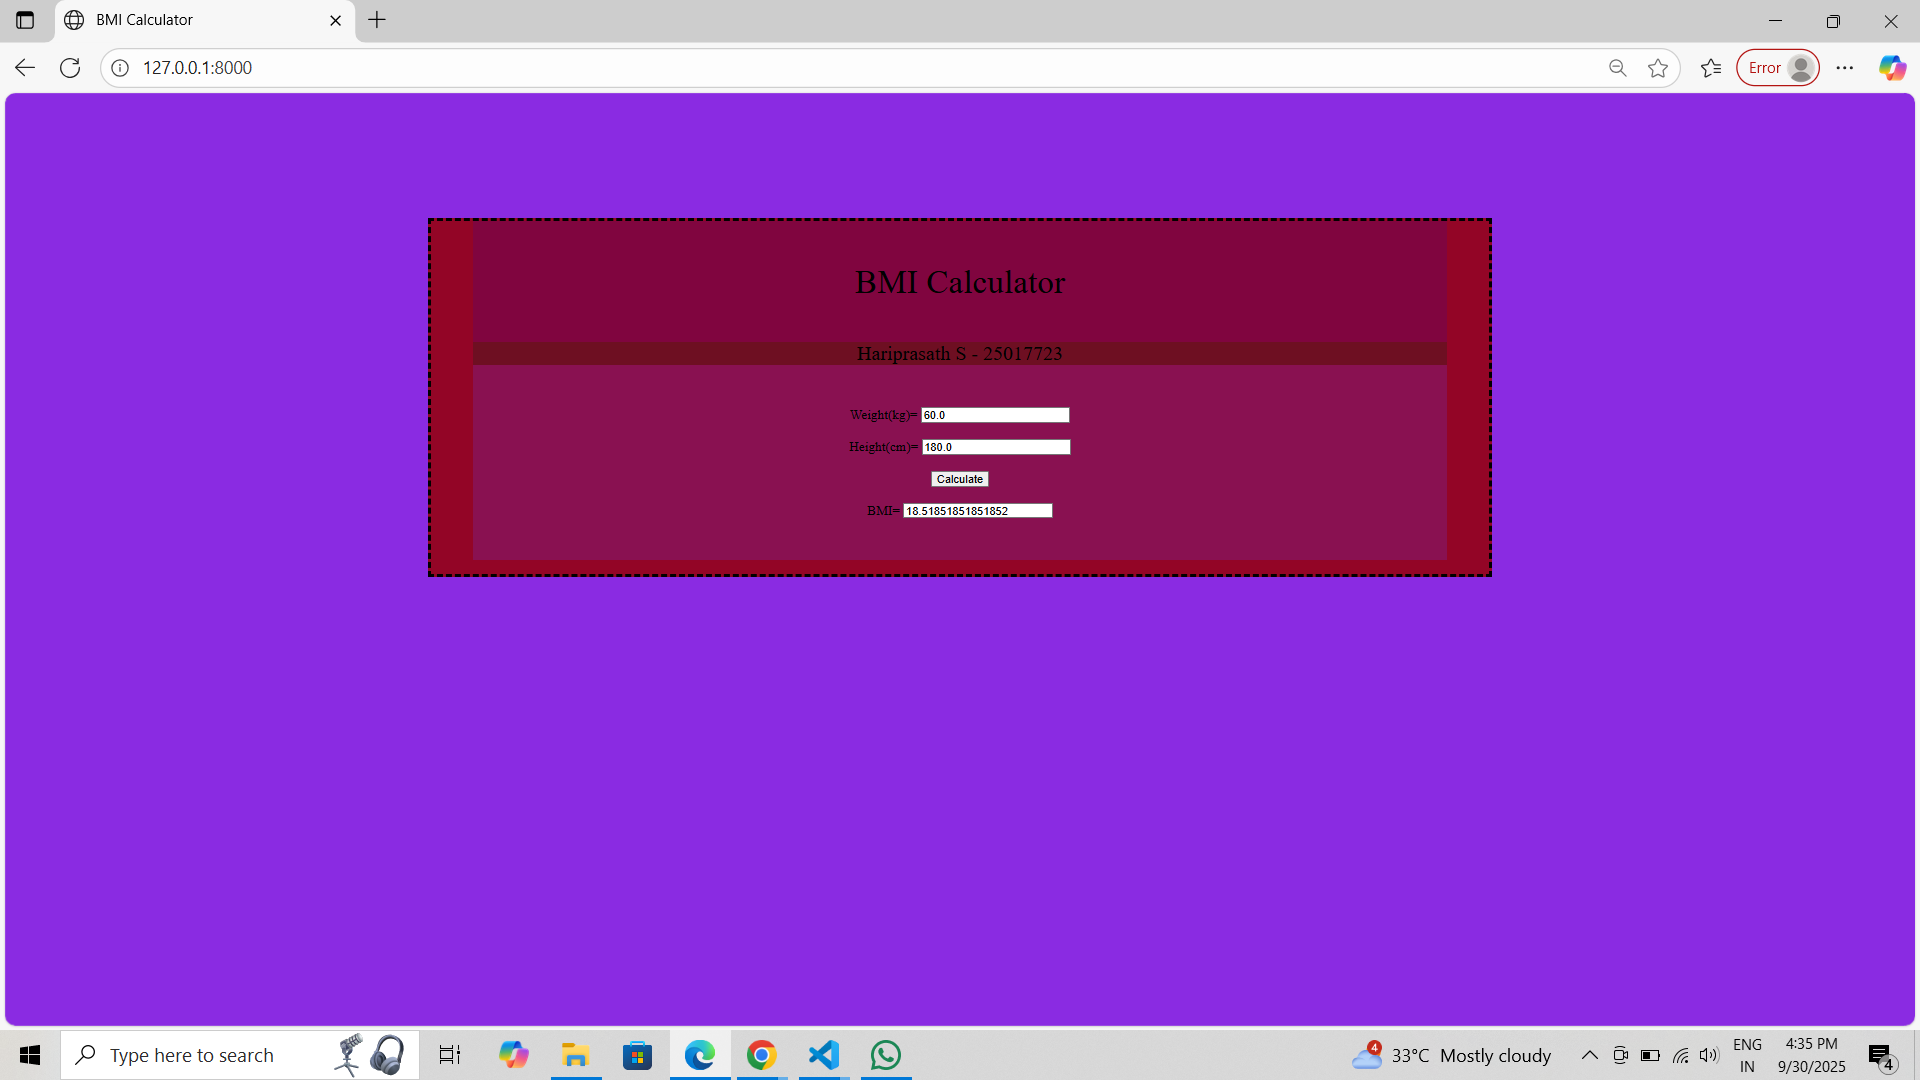 BMI Calculator
127.0.0.1:8000
Error
BMI Calculator
Hariprasath S - 25017723
Weight(kg)= 60.0
Height(cm)= 180.0
Calculate
BMI= 18.51851851851852
Type here to search
4
33°C Mostly cloudy
ENG
IN
4:35 PM
9/30/2025
4